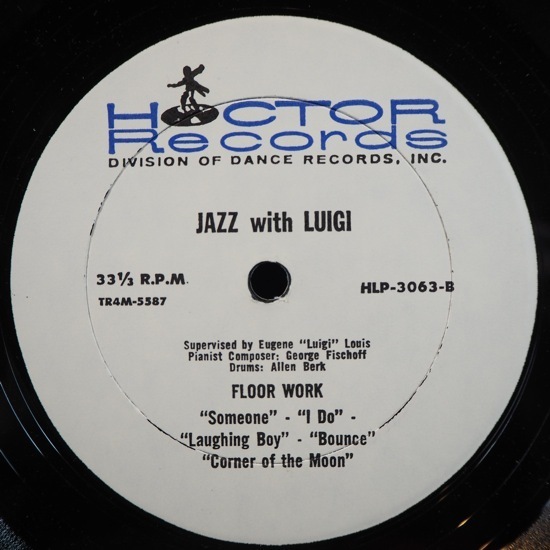 HOCTOR
Records
DIVISION OF DANCE RECORDS, INC.
JAZZ with LUIGI
33⅓ R.P.M.
HLP-3063-B
TR4M-5587
Supervised by Eugene "Luigi" Louis
Pianist Composer: George Fischoff
Drums: Allen Berk
FLOOR WORK
"Someone" - "I Do" -
"Laughing Boy" - "Bounce"
"Corner of the Moon"